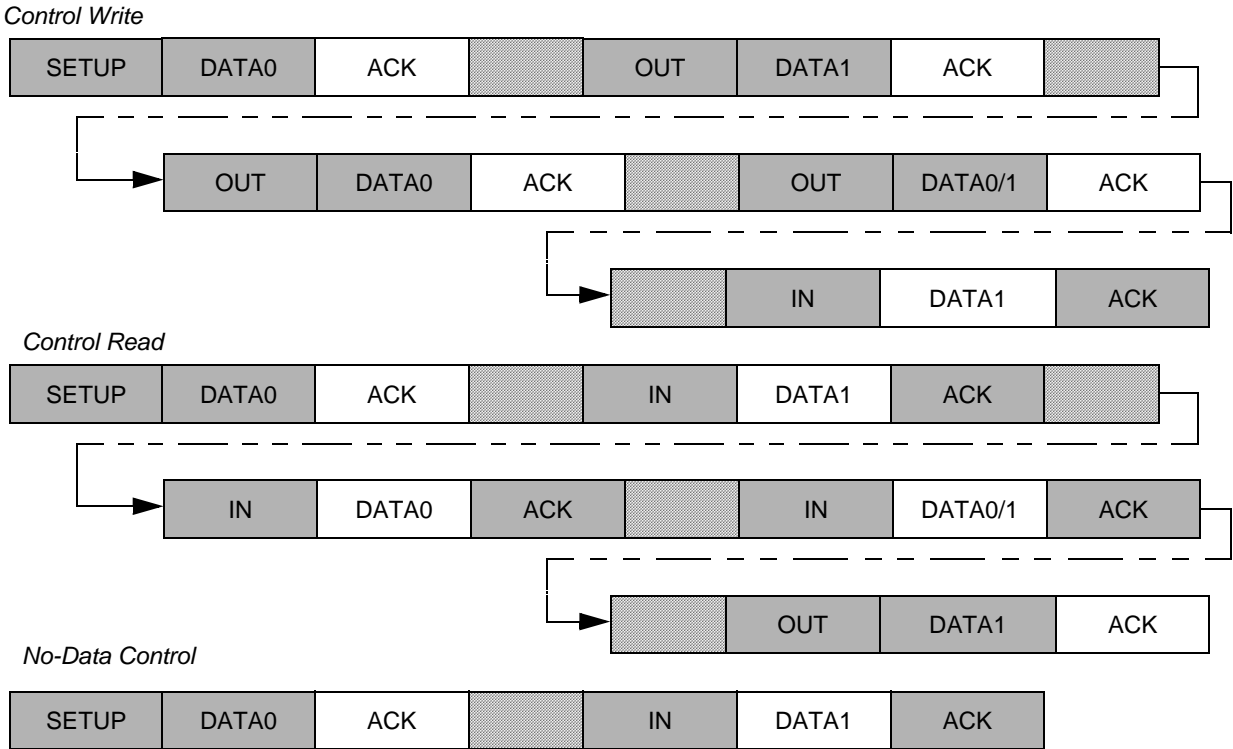 Control Write
SETUP DATA0 ACK OUT DATA1 ACK
OUT DATA0 ACK OUT DATA0/1 ACK
IN DATA1 ACK
Control Read
SETUP DATA0 ACK IN DATA1 ACK
IN DATA0 ACK IN DATA0/1 ACK
OUT DATA1 ACK
No-Data Control
SETUP DATA0 ACK IN DATA1 ACK